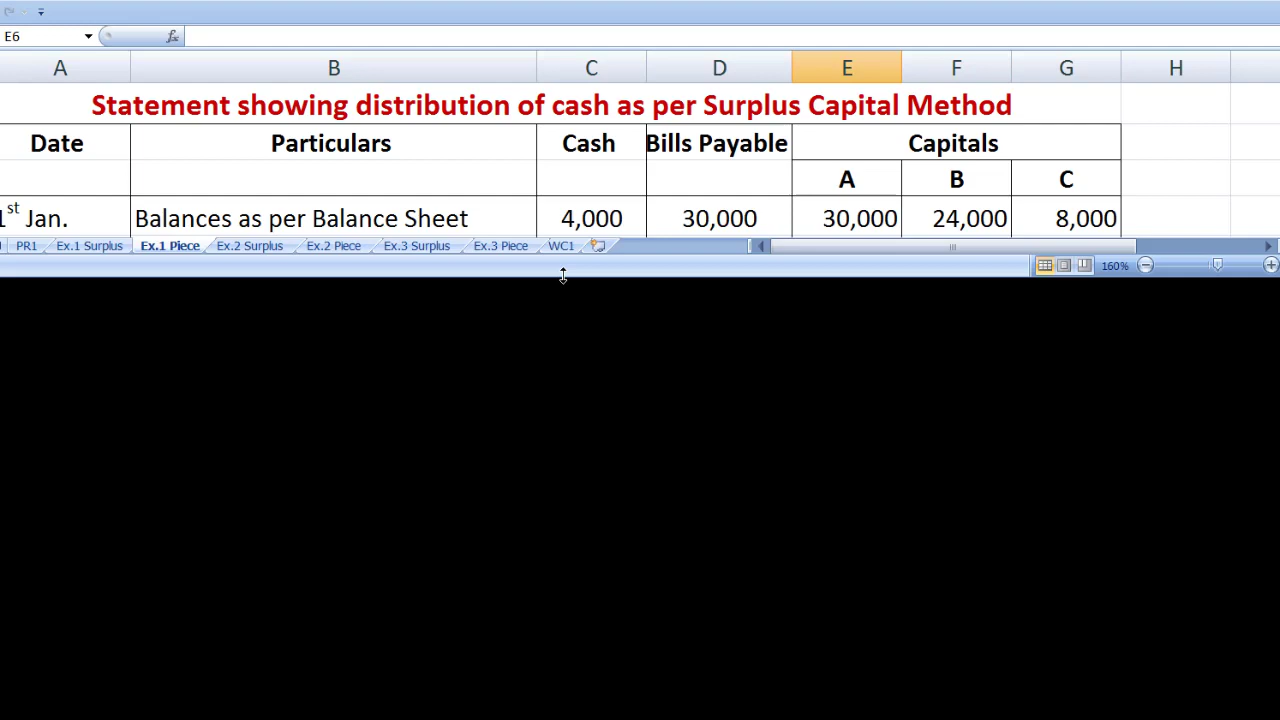 E6 fx
A B C D E F G H
Statement showing distribution of cash as per Surplus Capital Method
Date Particulars Cash Bills Payable Capitals
A B C
1st Jan. Balances as per Balance Sheet 4,000 30,000 30,000 24,000 8,000
PR1 Ex.1 Surplus Ex.1 Piece Ex.2 Surplus Ex.2 Piece Ex.3 Surplus Ex.3 Piece WC1
160%